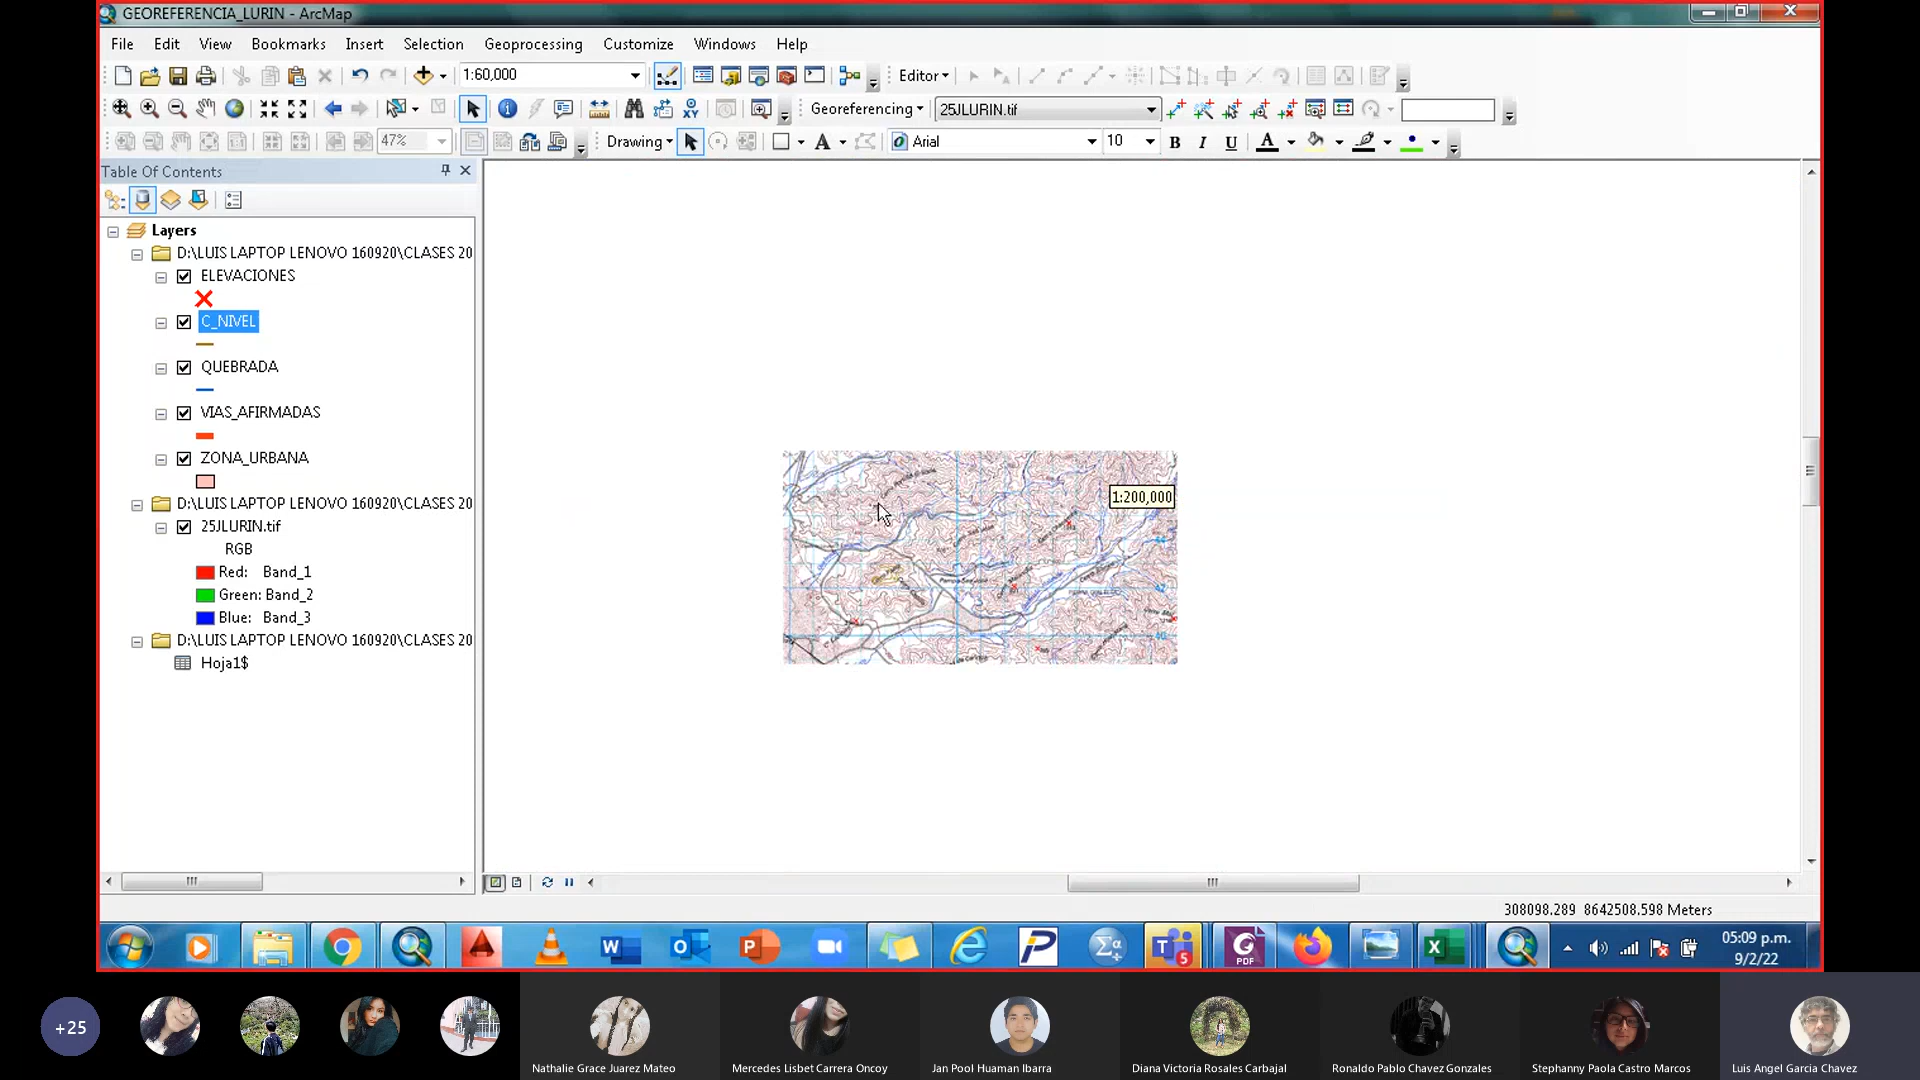 GEOREFERENCIA_LURIN - ArcMap
File Edit View Bookmarks Insert Selection Geoprocessing Customize Windows Help
1:60,000 Editor
Georeferencing 25JLURIN.tif
47% Drawing A Arial 10 B I U A
Table Of Contents
Layers
D:\LUIS LAPTOP LENOVO 160920\CLASES 20
ELEVACIONES
C_NIVEL
QUEBRADA
VIAS_AFIRMADAS
ZONA_URBANA
D:\LUIS LAPTOP LENOVO 160920\CLASES 20
25JLURIN.tif
RGB
Red: Band_1
Green: Band_2
Blue: Band_3
D:\LUIS LAPTOP LENOVO 160920\CLASES 20
Hoja1$
1:200,000
308098.289 8642508.598 Meters
05:09 p.m.
9/2/22
+25
Nathalie Grace Juarez Mateo
Mercedes Lisbet Carrera Oncoy
Jan Pool Huaman Ibarra
Diana Victoria Rosales Carbajal
Ronaldo Pablo Chavez Gonzales
Stephanny Paola Castro Marcos
Luis Angel Garcia Chavez